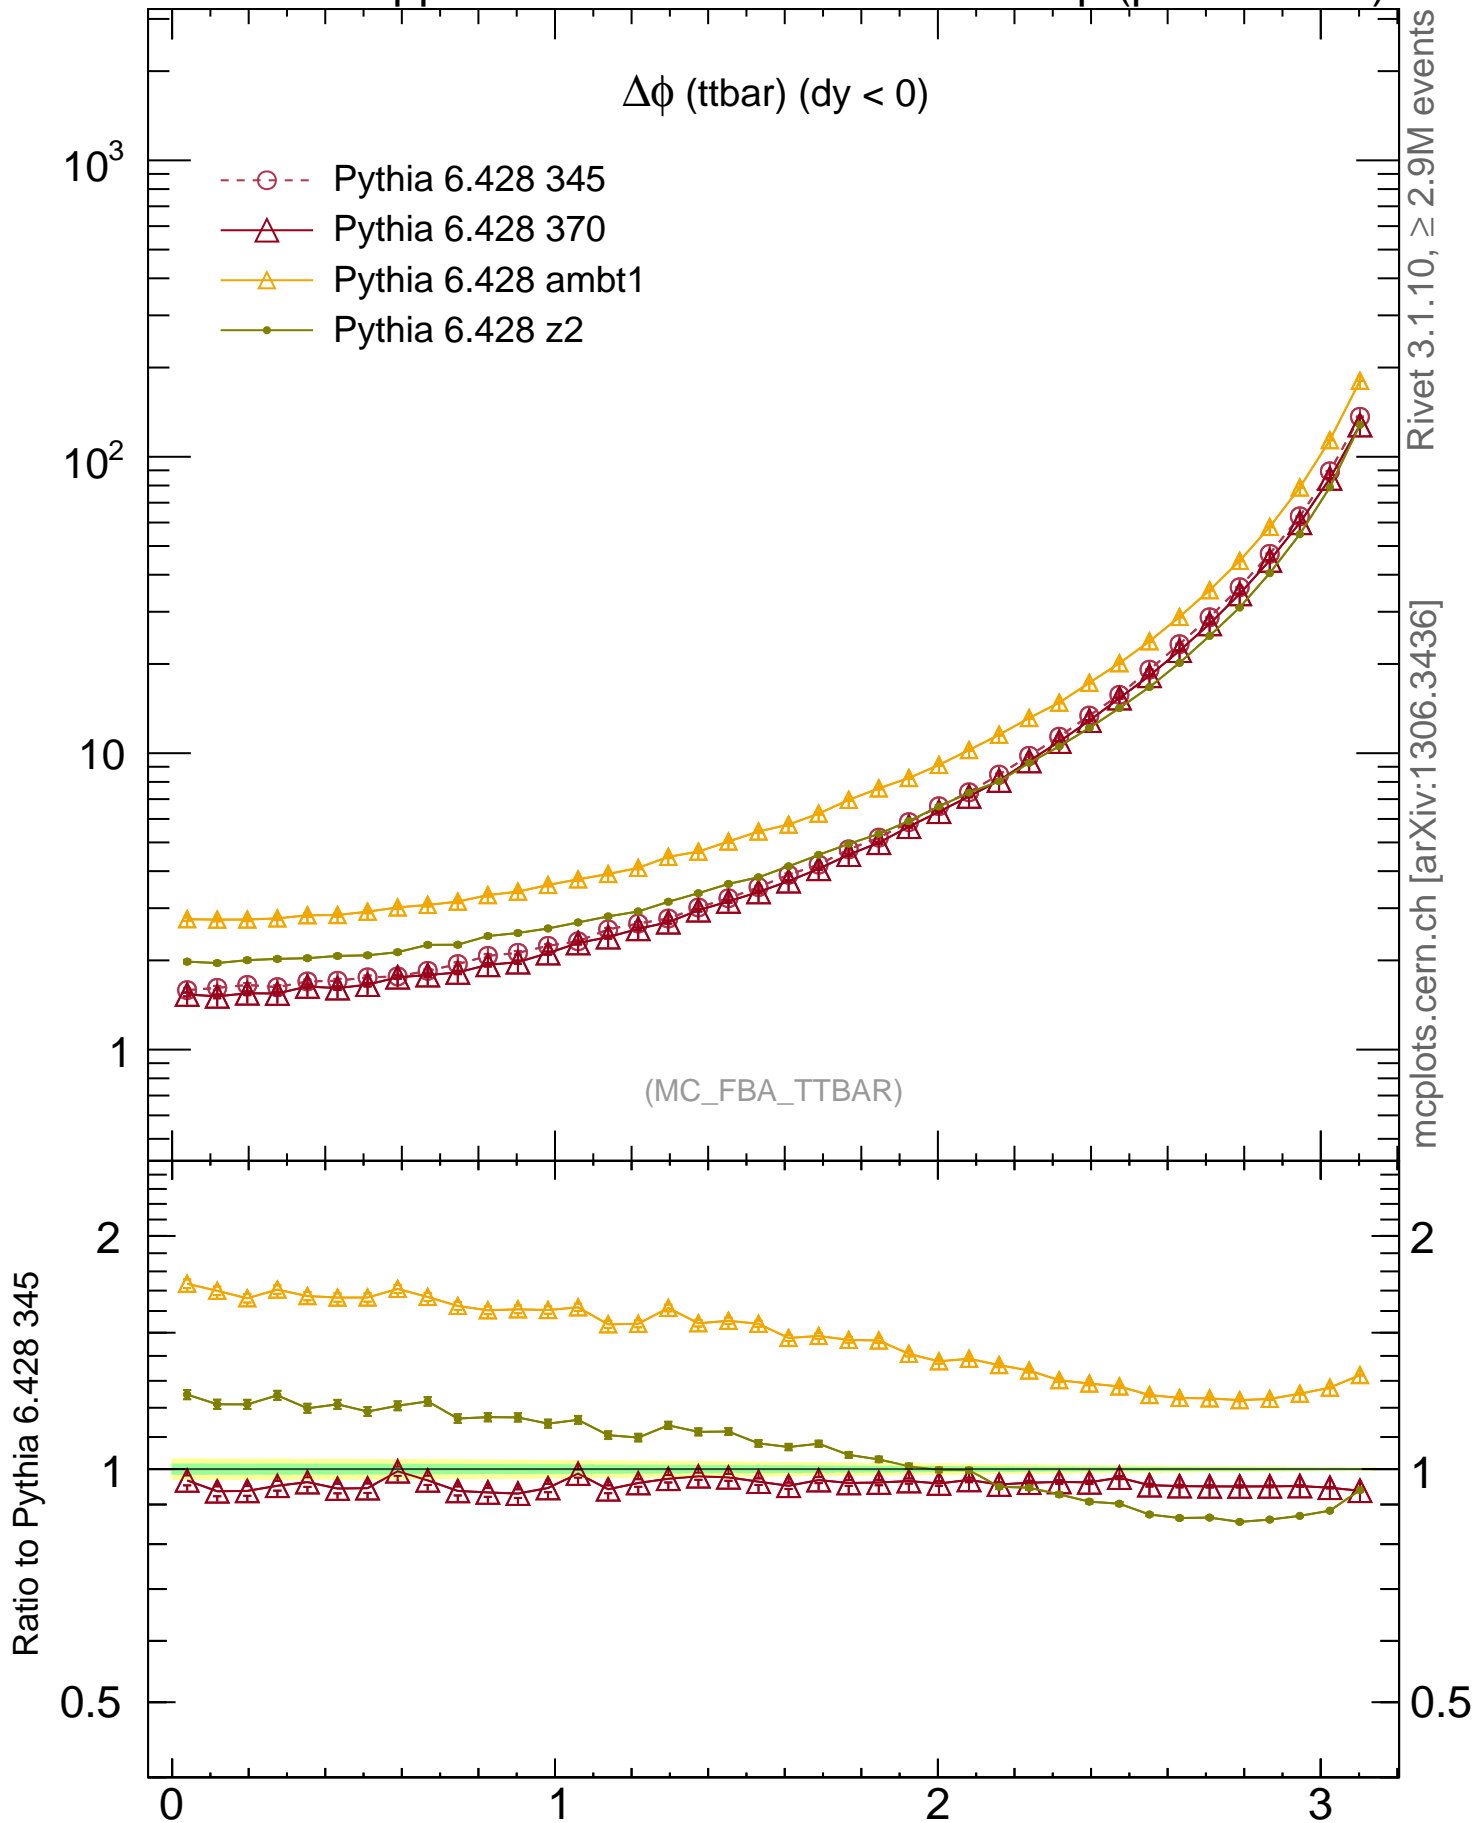 Δϕ (ttbar) (dy < 0)
Pythia 6.428 345
Pythia 6.428 370
Pythia 6.428 ambt1
Pythia 6.428 z2
10³
10²
10
1
(MC_FBA_TTBAR)
Rivet 3.1.10, ≥ 2.9M events
mcplots.cern.ch [arXiv:1306.3436]
Ratio to Pythia 6.428 345
2
1
0.5
2
1
0.5
0
1
2
3